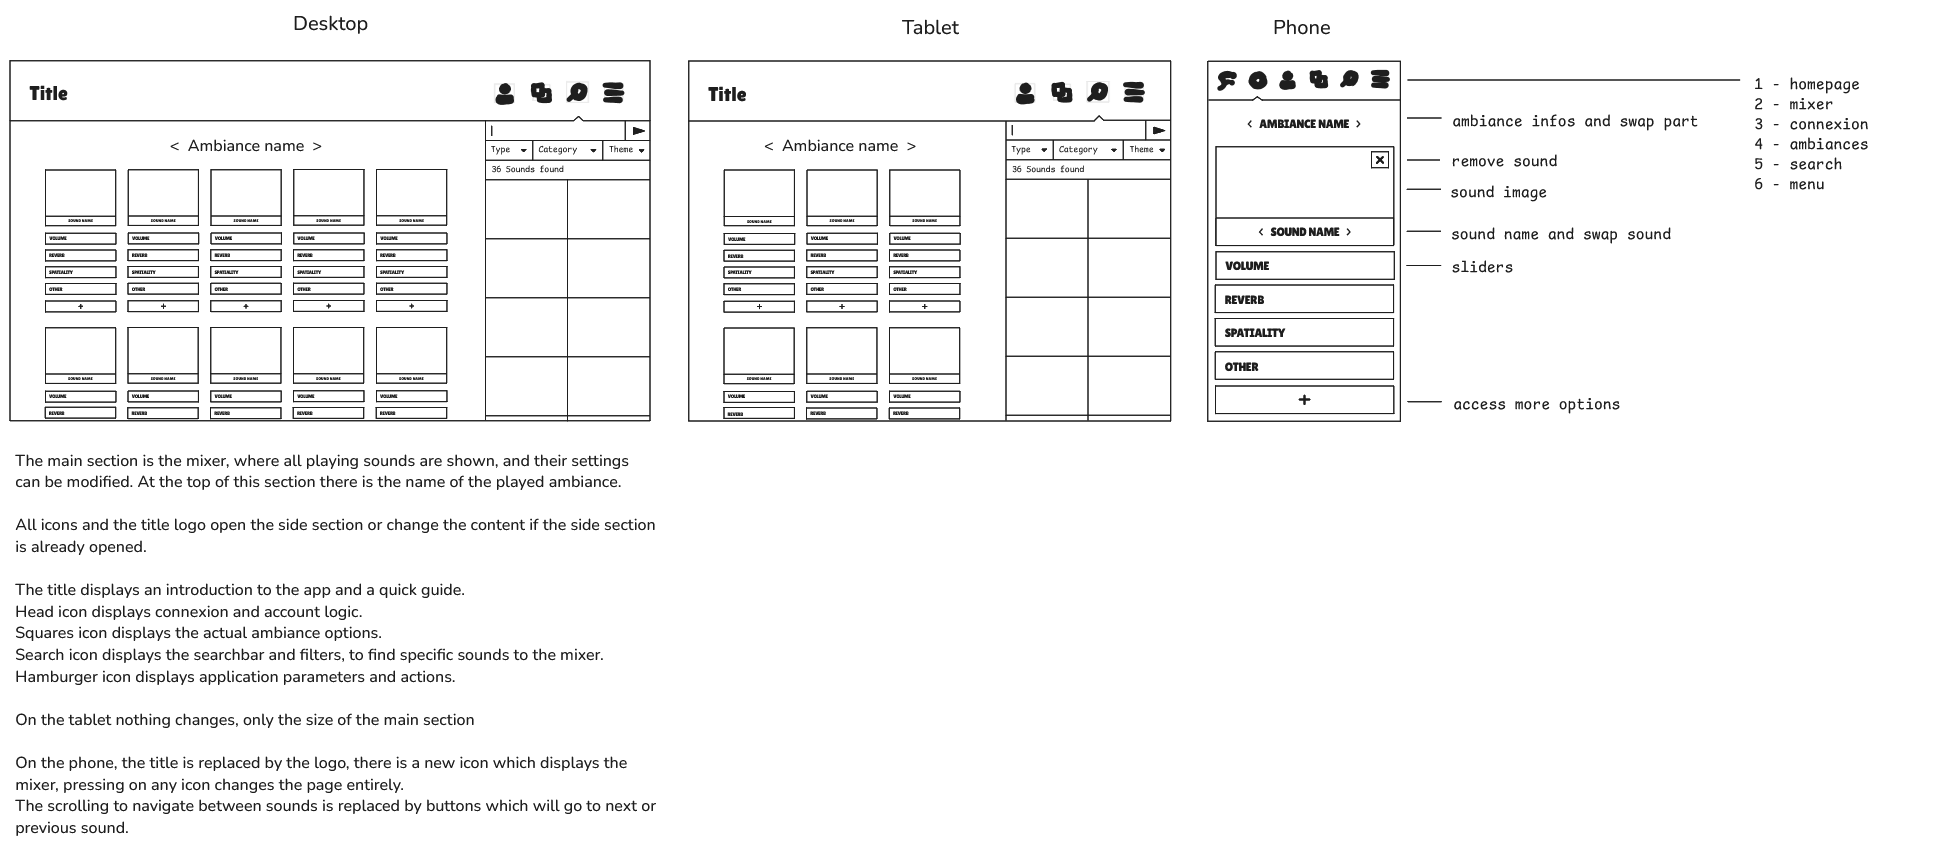 Desktop
Title
< Ambiance name >
Type Category Theme
36 Sounds found
SOUND NAME SOUND NAME SOUND NAME SOUND NAME SOUND NAME
VOLUME VOLUME VOLUME VOLUME VOLUME
REVERB REVERB REVERB REVERB REVERB
SPATIALITY SPATIALITY SPATIALITY SPATIALITY SPATIALITY
OTHER OTHER OTHER OTHER OTHER
+ + + + +
SOUND NAME SOUND NAME SOUND NAME SOUND NAME SOUND NAME
VOLUME VOLUME VOLUME VOLUME VOLUME
REVERB REVERB REVERB REVERB REVERB
Tablet
Title
< Ambiance name >
Type Category Theme
36 Sounds found
SOUND NAME SOUND NAME SOUND NAME
VOLUME VOLUME VOLUME
REVERB REVERB REVERB
SPATIALITY SPATIALITY SPATIALITY
OTHER OTHER OTHER
+ + +
SOUND NAME SOUND NAME SOUND NAME
VOLUME VOLUME VOLUME
REVERB REVERB REVERB
Phone
< AMBIANCE NAME >
< SOUND NAME >
VOLUME
REVERB
SPATIALITY
OTHER
+
ambiance infos and swap part
remove sound
sound image
sound name and swap sound
sliders
access more options
1 - homepage
2 - mixer
3 - connexion
4 - ambiances
5 - search
6 - menu
The main section is the mixer, where all playing sounds are shown, and their settings
can be modified. At the top of this section there is the name of the played ambiance.
All icons and the title logo open the side section or change the content if the side section
is already opened.
The title displays an introduction to the app and a quick guide.
Head icon displays connexion and account logic.
Squares icon displays the actual ambiance options.
Search icon displays the searchbar and filters, to find specific sounds to the mixer.
Hamburger icon displays application parameters and actions.
On the tablet nothing changes, only the size of the main section
On the phone, the title is replaced by the logo, there is a new icon which displays the
mixer, pressing on any icon changes the page entirely.
The scrolling to navigate between sounds is replaced by buttons which will go to next or
previous sound.